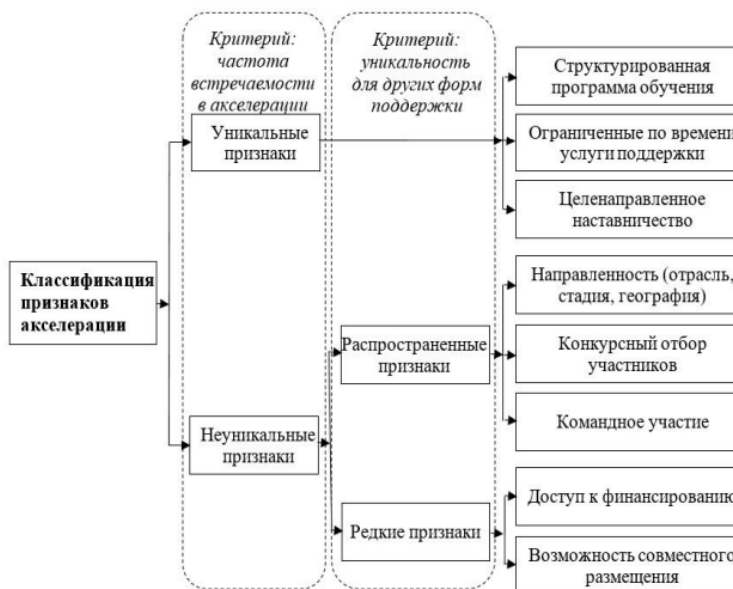 Критерий:
частота
встречаемости
в акселерации
Критерий:
уникальность
для других форм
поддержки
Уникальные
признаки
Структурированная
программа обучения
Ограниченные по времени
услуги поддержки
Целенаправленное
наставничество
Классификация
признаков
акселерации
Неуникальные
признаки
Распространенные
признаки
Направленность (отрасль,
стадия, география)
Конкурсный отбор
участников
Командное участие
Редкие признаки
Доступ к финансированию
Возможность совместного
размещения